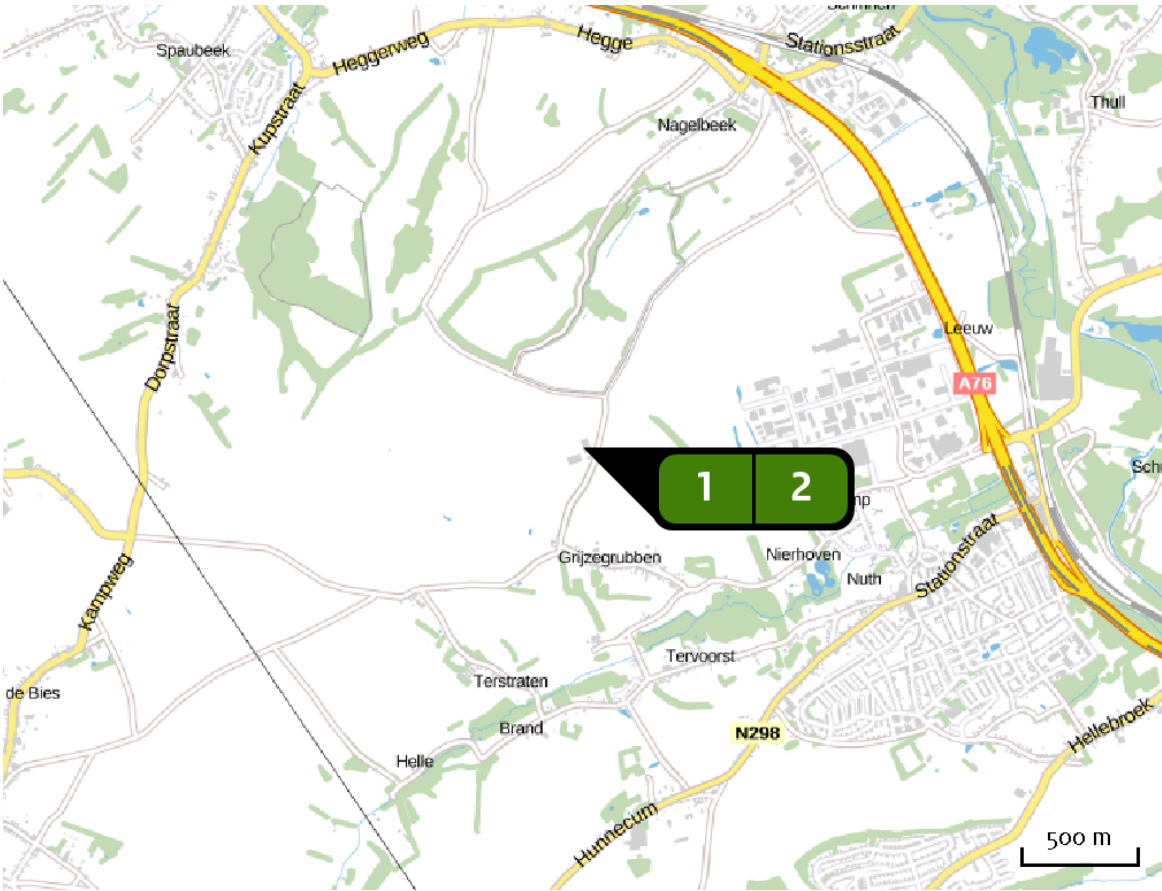 Spaubeek
Heggerweg
Hegge
Stationsstraat
Thull
Kupstraat
Nagelbeek
Dorpstraat
Leeuw
A76
1 2
Grijzegrubben
Nierhoven
Nuth
Stationstraat
Kampweg
Tervoorst
de Bies
Terstraten
Brand
N298
Helle
Hellebroek
Hunnecum
500 m